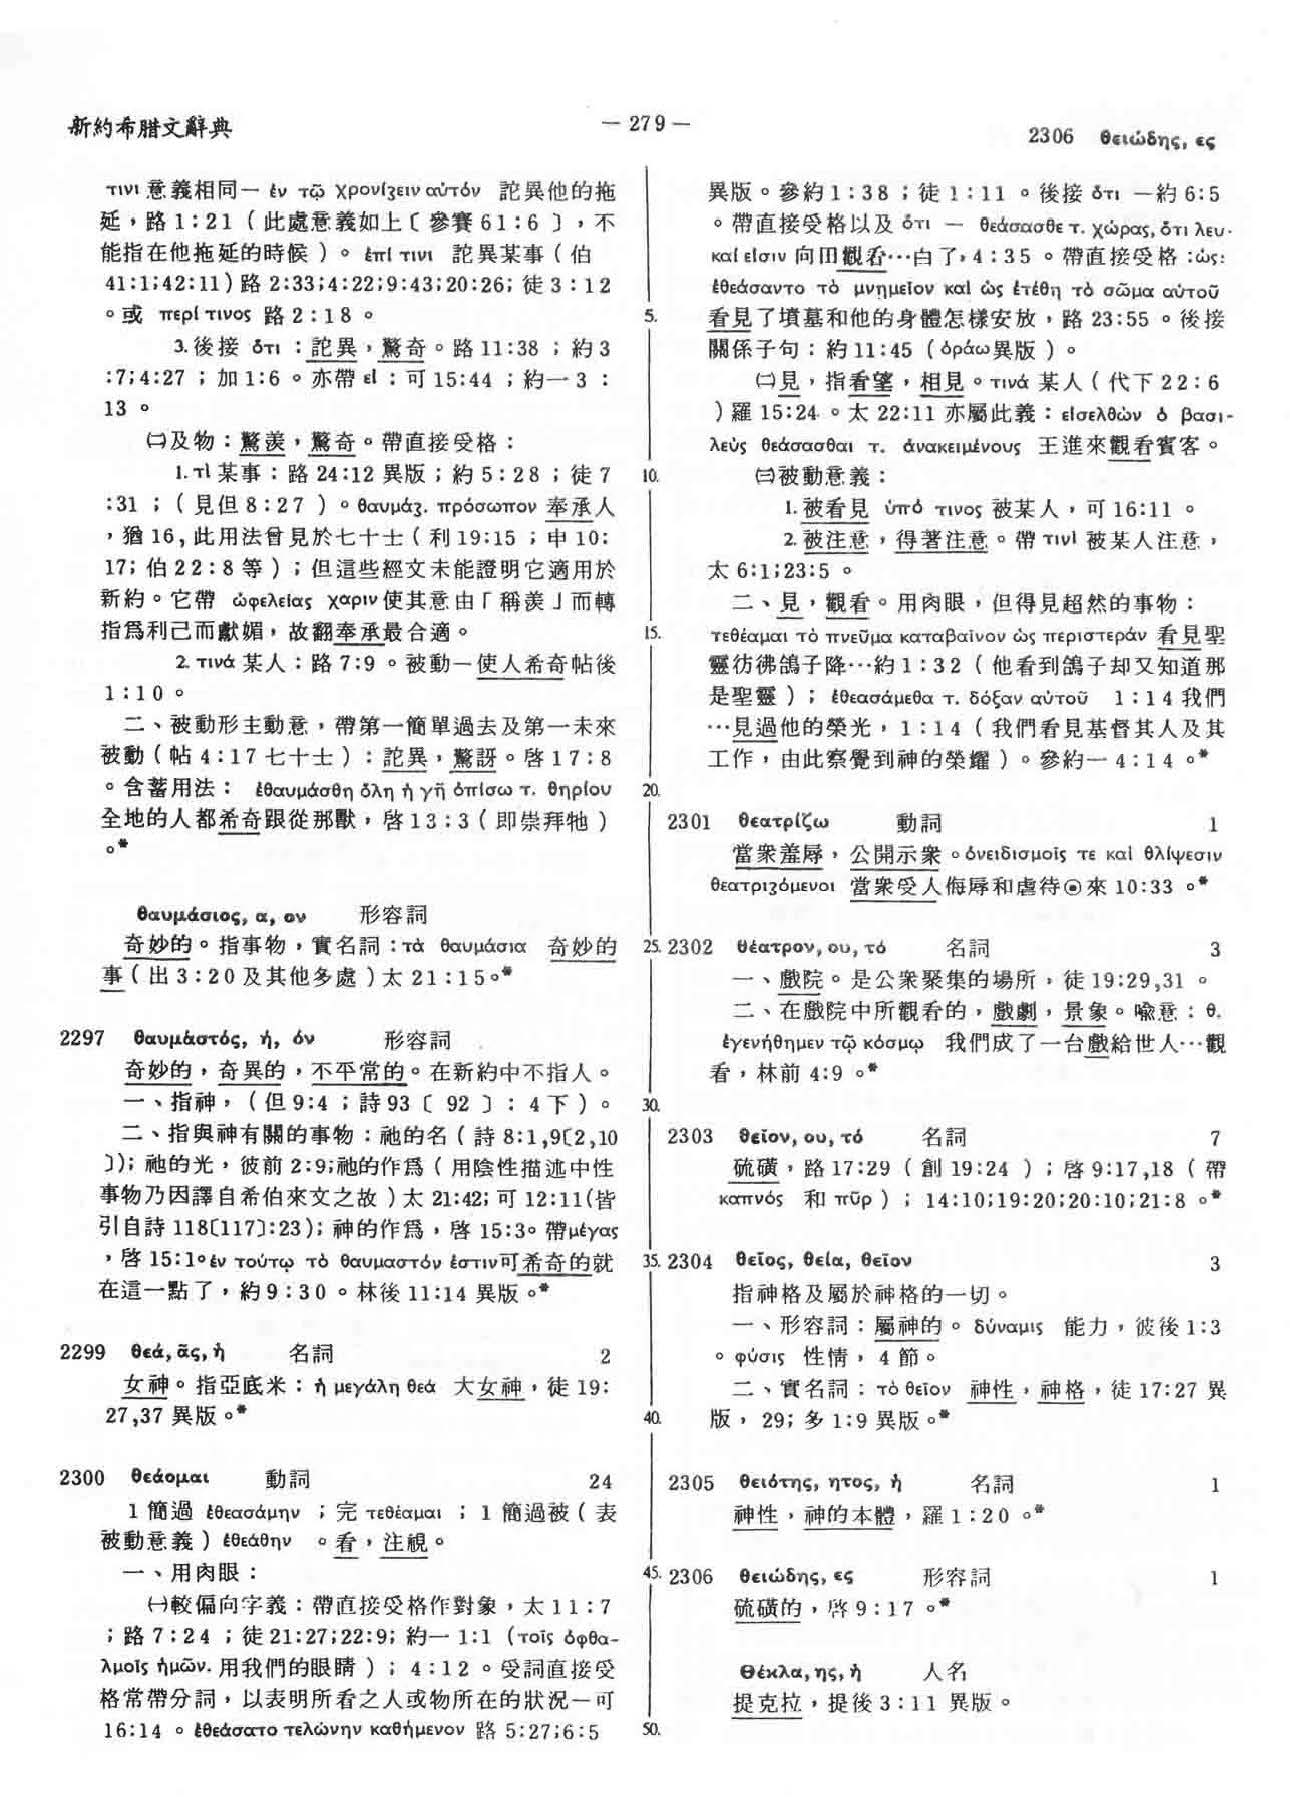 新約希腊文辭典
— 279 —
2306 θειώδης, ες
τινι 意義相同一 ἐν τῷ χρονίζειν αὐτόν 詫異他的拖
延，路 1：21（此處意義如上〔參賽 61：6〕，不
能指在他拖延的時候）。ἐπί τινι 詫異某事（伯
41:1;42:11）路 2:33;4:22;9:43;20:26; 徒 3：12
。或 περί τινος 路 2：18。
3. 後接 ὅτι：詫異，驚奇。路 11:38；約 3
:7;4:27；加 1:6。亦帶 εἰ：可 15:44；約一 3：
13。
㈡及物：驚羨，驚奇。帶直接受格：
1. τὶ 某事：路 24:12 異版；約 5：28；徒 7
:31；（見但 8:27）。θαυμάζ. πρόσωπον 奉承人
，猶 16, 此用法曾見於七十士（利 19:15；申 10:
17; 伯 22：8 等）；但這些經文未能證明它適用於
新約。它帶 ὠφελείας χαριν 使其意由「稱羨」而轉
指爲利己而獻媚，故翻奉承最合適。
2. τινά 某人：路 7:9。被動一使人希奇帖後
1：10。
二、被動形主動意，帶第一簡單過去及第一未來
被動（帖 4：17 七十士）：詫異，驚訝。啓 17：8
。含蓄用法： ἐθαυμάσθη ὅλη ἡ γῆ ὀπίσω τ. θηρίου
全地的人都希奇跟從那獸，啓 13：3（即崇拜牠）
。*
θαυμάσιος, α, ον 形容詞
奇妙的。指事物，實名詞：τὰ θαυμάσια 奇妙的
事（出 3：20 及其他多處）太 21：15。*
2297 θαυμαστός, ή, όν 形容詞
奇妙的，奇異的，不平常的。在新約中不指人。
一、指神，（但 9:4；詩 93〔92〕：4 下）。
二、指與神有關的事物：祂的名（詩 8:1,9〔2,10
〕）; 祂的光，彼前 2:9;祂的作爲（用陰性描述中性
事物乃因譯自希伯來文之故）太 21:42; 可 12:11(皆
引自詩 118〔117〕:23); 神的作爲，啓 15:3。帶μέγας
，啓 15:1。ἐν τούτῳ τὸ θαυμαστόν ἐστιν可希奇的就
在這一點了，約 9：30。林後 11:14 異版。*
2299 θεά, ᾶς, ἡ 名詞 2
女神。指亞底米：ἡ μεγάλη θεά 大女神，徒 19:
27,37 異版。*
2300 θεάομαι 動詞 24
1 簡過 ἐθεασάμην ；完 τεθέαμαι ；1 簡過被（表
被動意義）ἐθεάθην 。看，注視。
一、用肉眼：
㈠較偏向字義：帶直接受格作對象，太 11：7
；路 7：24；徒 21:27;22:9; 約一 1:1（τοῖς ὀφθα-
λμοῖς ἡμῶν. 用我們的眼睛）；4：12。受詞直接受
格常帶分詞，以表明所看之人或物所在的狀況一可
16:14。ἐθεάσατο τελώνην καθήμενον 路 5:27;6:5
5.
10.
15.
20.
25.
30.
35.
40.
45.
50.
異版。參約 1：38；徒 1：11。後接 ὅτι 一約 6:5
。帶直接受格以及 ὅτι 一 θεάσασθε τ. χώρας, ὅτι λευ·
καί εἰσιν 向田觀看…白了，4：35。帶直接受格：ὡς:
ἐθεάσαντο τὸ μνημεῖον καὶ ὡς ἐτέθη τὸ σῶμα αὐτοῦ
看見了墳墓和他的身體怎樣安放，路 23:55。後接
關係子句：約 11:45（ὁράω異版）。
㈡見，指看望，相見。τινά 某人（代下 22：6
）羅 15:24。太 22:11 亦屬此義：εἰσελθὼν ὁ βασι-
λεὺς θεάσασθαι τ. ἀνακειμένους 王進來觀看賓客。
㈢被動意義：
1. 被看見 ὑπό τινος 被某人，可 16:11。
2. 被注意，得著注意。帶 τινί 被某人注意，
太 6:1;23:5。
二、見，觀看。用肉眼，但得見超然的事物：
τεθέαμαι τὸ πνεῦμα καταβαῖνον ὡς περιστεράν 看見聖
靈彷彿鴿子降…約 1：32（他看到鴿子却又知道那
是聖靈）；ἐθεασάμεθα τ. δόξαν αὐτοῦ 1：14 我們
…見過他的榮光，1：14（我們看見基督其人及其
工作，由此察覺到神的榮耀）。參約一 4：14。*
2301 θεατρίζω 動詞 1
當衆羞辱，公開示衆。ὀνειδισμοῖς τε καὶ θλίψεσιν
θεατριζόμενοι 當衆受人侮辱和虐待⊙來 10:33。*
2302 θέατρον, ου, τό 名詞 3
一、戲院。是公衆聚集的場所，徒 19:29,31。
二、在戲院中所觀看的，戲劇，景象。喩意：θ.
ἐγενήθημεν τῷ κόσμῳ 我們成了一台戲給世人…觀
看，林前 4:9。*
2303 θεῖον, ου, τό 名詞 7
硫磺，路 17:29（創 19:24）；啓 9:17,18（帶
καπνός 和 πῦρ）；14:10;19:20;20:10;21:8。*
2304 θεῖος, θεία, θεῖον 3
指神格及屬於神格的一切。
一、形容詞：屬神的。δύναμις 能力，彼後 1:3
。φύσις 性情，4 節。
二、實名詞：τὸ θεῖον 神性，神格，徒 17:27 異
版，29; 多 1:9 異版。*
2305 θειότης, ητος, ἡ 名詞 1
神性，神的本體，羅 1：20。*
2306 θειώδης, ες 形容詞 1
硫磺的，啓 9：17。*
Θέκλα, ης, ἡ 人名
提克拉，提後 3：11 異版。